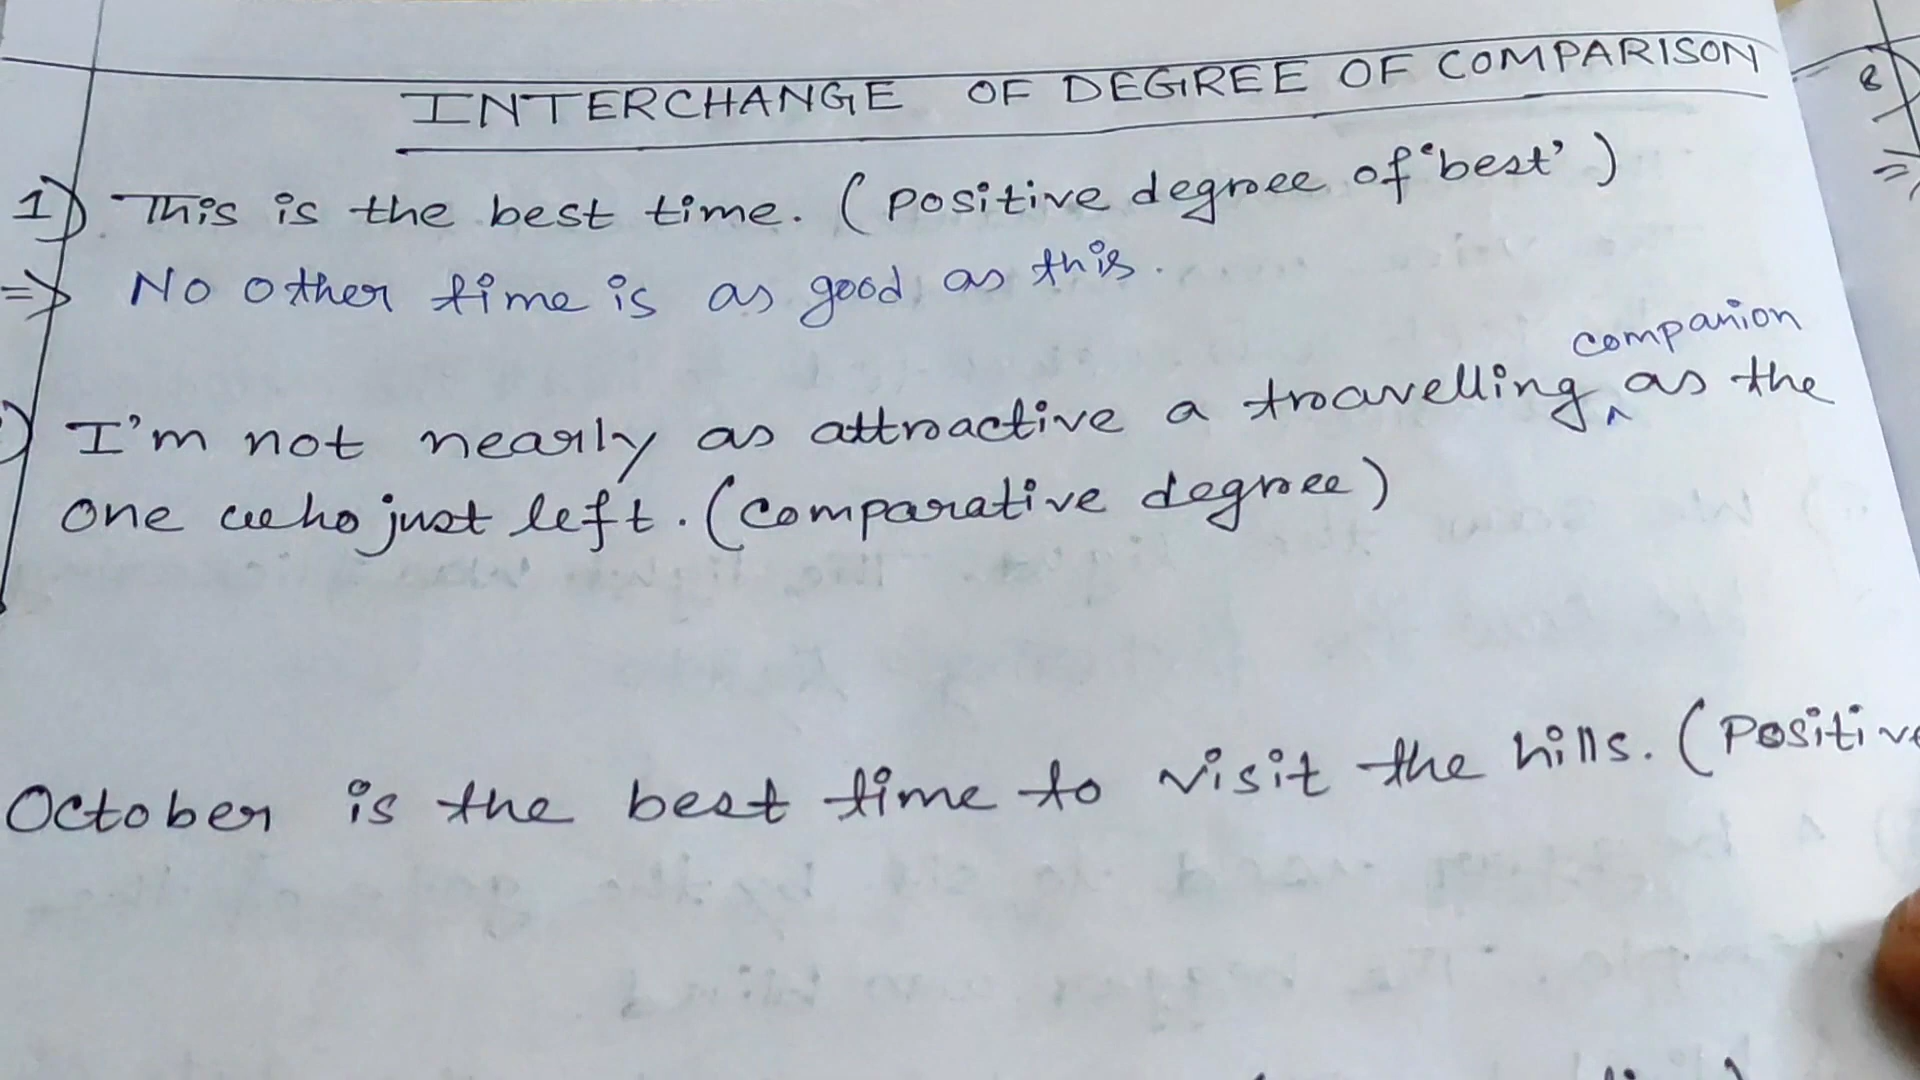 INTERCHANGE OF DEGREE OF COMPARISON
1) This is the best time. (Positive degree of 'best')
=> No other time is as good as this.
companion
I'm not nearly as attractive a travelling ^ as the
one who just left. (Comparative degree)
October is the best time to visit the hills. (Positive
8